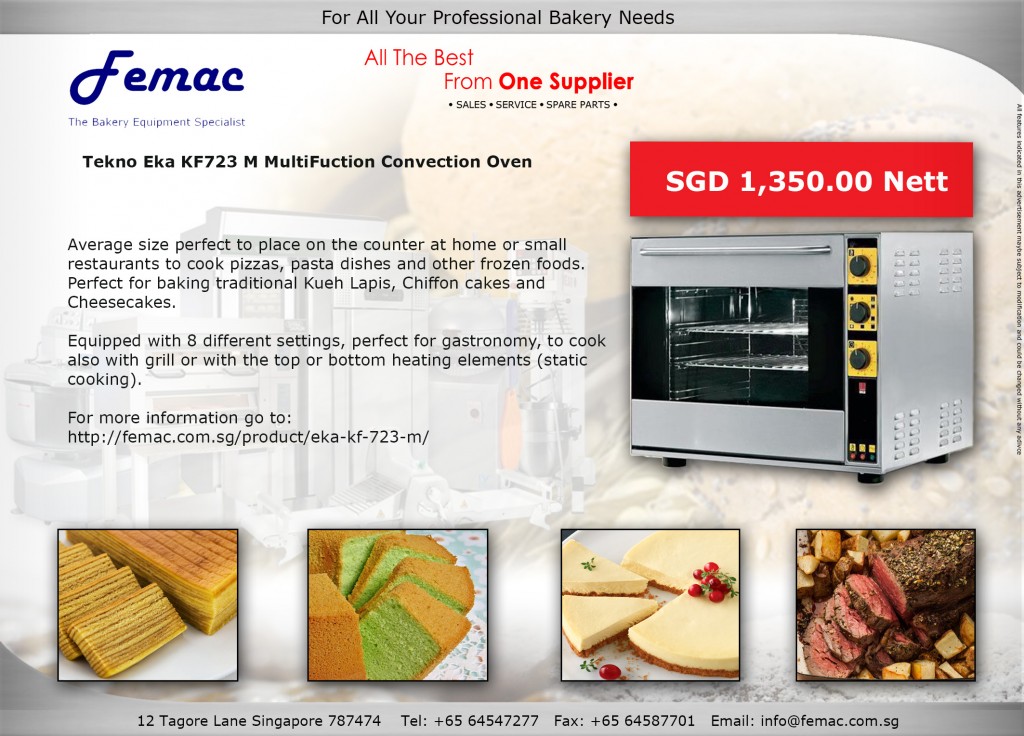 For All Your Professional Bakery Needs
Femac
The Bakery Equipment Specialist
All The Best
From One Supplier
• SALES • SERVICE • SPARE PARTS •
Tekno Eka KF723 M MultiFuction Convection Oven
SGD 1,350.00 Nett
Average size perfect to place on the counter at home or small
restaurants to cook pizzas, pasta dishes and other frozen foods.
Perfect for baking traditional Kueh Lapis, Chiffon cakes and
Cheesecakes.
Equipped with 8 different settings, perfect for gastronomy, to cook
also with grill or with the top or bottom heating elements (static
cooking).
For more information go to:
http://femac.com.sg/product/eka-kf-723-m/
All features indicated in this advertisement maybe subject to modification and could be changed without any advice
12 Tagore Lane Singapore 787474 Tel: +65 64547277 Fax: +65 64587701 Email: info@femac.com.sg